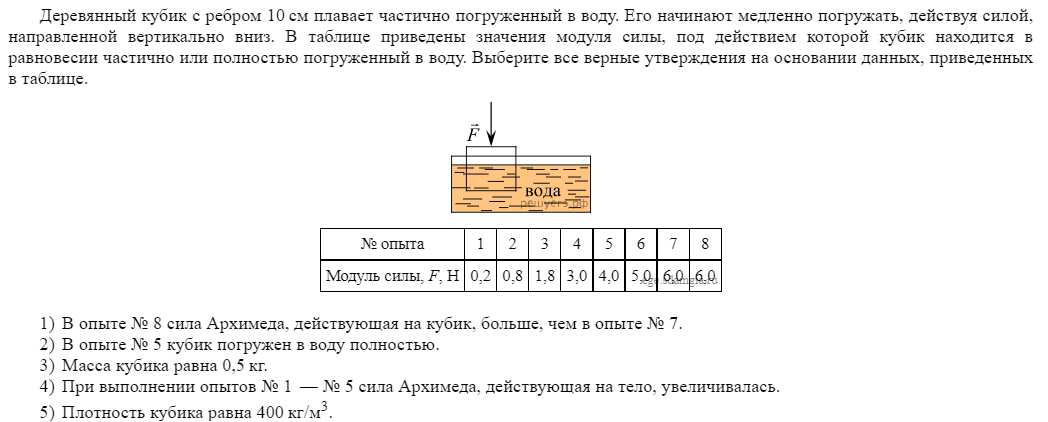 Деревянный кубик с ребром 10 см плавает частично погруженный в воду. Его начинают медленно погружать, действуя силой,
направленной вертикально вниз. В таблице приведены значения модуля силы, под действием которой кубик находится в
равновесии частично или полностью погруженный в воду. Выберите все верные утверждения на основании данных, приведенных
в таблице.
F
вода
решуегэ.рф
№ опыта 1 2 3 4 5 6 7 8
Модуль силы, F, Н 0,2 0,8 1,8 3,0 4,0 5,0 6,0 6,0
ege.sdamgia.ru
1) В опыте № 8 сила Архимеда, действующая на кубик, больше, чем в опыте № 7.
2) В опыте № 5 кубик погружен в воду полностью.
3) Масса кубика равна 0,5 кг.
4) При выполнении опытов № 1 — № 5 сила Архимеда, действующая на тело, увеличивалась.
5) Плотность кубика равна 400 кг/м³.